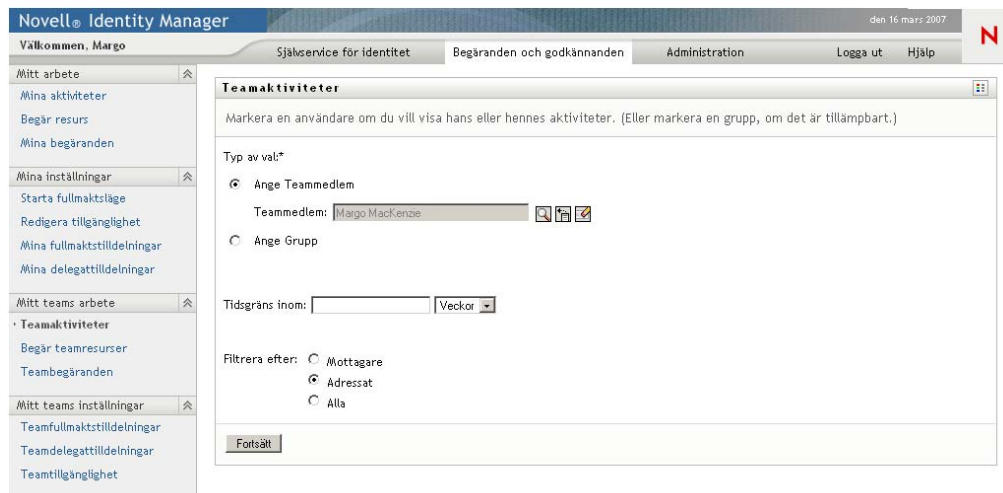 Novell® Identity Manager
den 16 mars 2007
N
Välkommen, Margo
Självservice för identitet
Begäranden och godkännanden
Administration
Logga ut
Hjälp
Mitt arbete
Mina aktiviteter
Begär resurs
Mina begäranden
Mina inställningar
Starta fullmaktsläge
Redigera tillgänglighet
Mina fullmaktstilldelningar
Mina delegattilldelningar
Mitt teams arbete
Teamaktiviteter
Begär teamresurser
Teambegäranden
Mitt teams inställningar
Teamfullmaktstilldelningar
Teamdelegattilldelningar
Teamtillgänglighet
Teamaktiviteter
Markera en användare om du vill visa hans eller hennes aktiviteter. (Eller markera en grupp, om det är tillämpbart.)
Typ av val:*
Ange Teammedlem
Teammedlem: Margo MacKenzie
Ange Grupp
Tidsgräns inom: Veckor
Filtrera efter: Mottagare
Adressat
Alla
Fortsätt